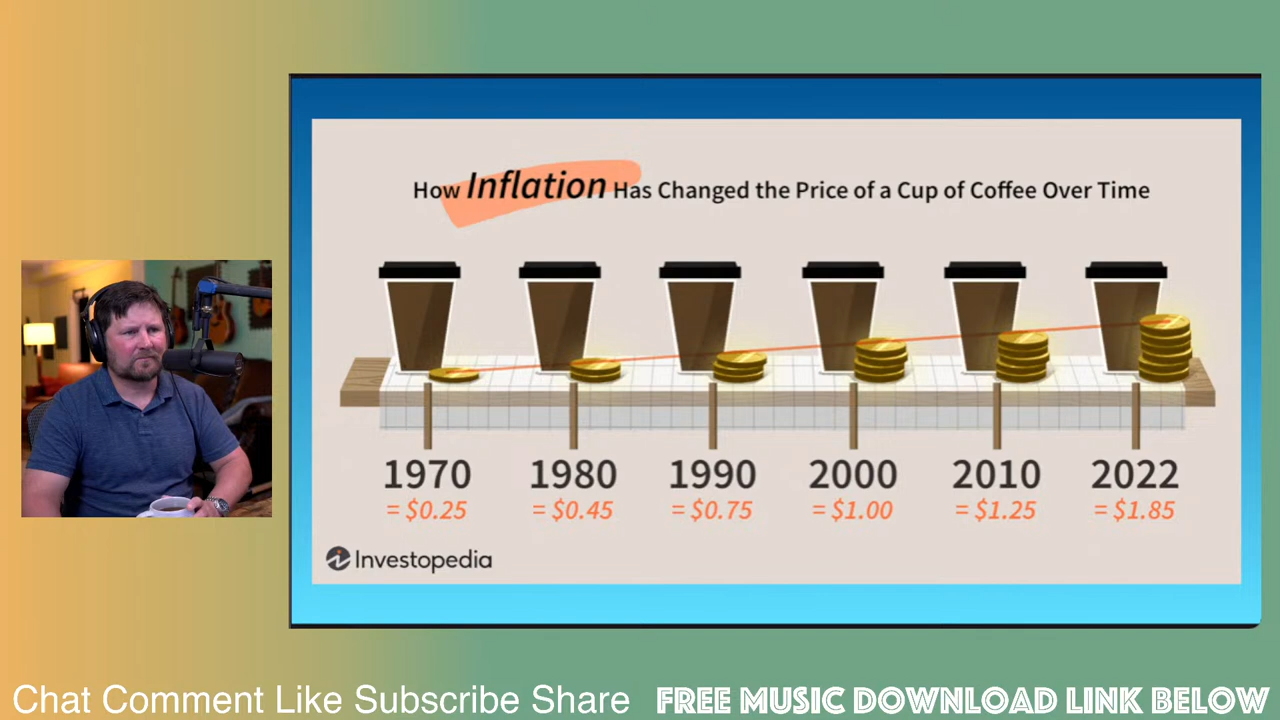 How Inflation Has Changed the Price of a Cup of Coffee Over Time
1970 1980 1990 2000 2010 2022
= $0.25 = $0.45 = $0.75 = $1.00 = $1.25 = $1.85
Investopedia
Chat Comment Like Subscribe Share FREE MUSIC DOWNLOAD LINK BELOW